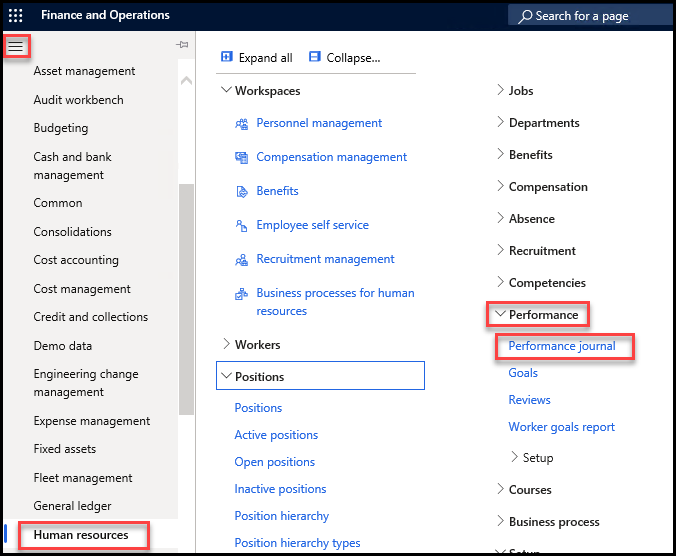 Finance and Operations
Search for a page
Asset management
Audit workbench
Budgeting
Cash and bank
management
Common
Consolidations
Cost accounting
Cost management
Credit and collections
Demo data
Engineering change
management
Expense management
Fixed assets
Fleet management
General ledger
Human resources
Expand all
Collapse...
Workspaces
Personnel management
Compensation management
Benefits
Employee self service
Recruitment management
Business processes for human
resources
Workers
Positions
Positions
Active positions
Open positions
Inactive positions
Position hierarchy
Position hierarchy types
Jobs
Departments
Benefits
Compensation
Absence
Recruitment
Competencies
Performance
Performance journal
Goals
Reviews
Worker goals report
Setup
Courses
Business process
Setup